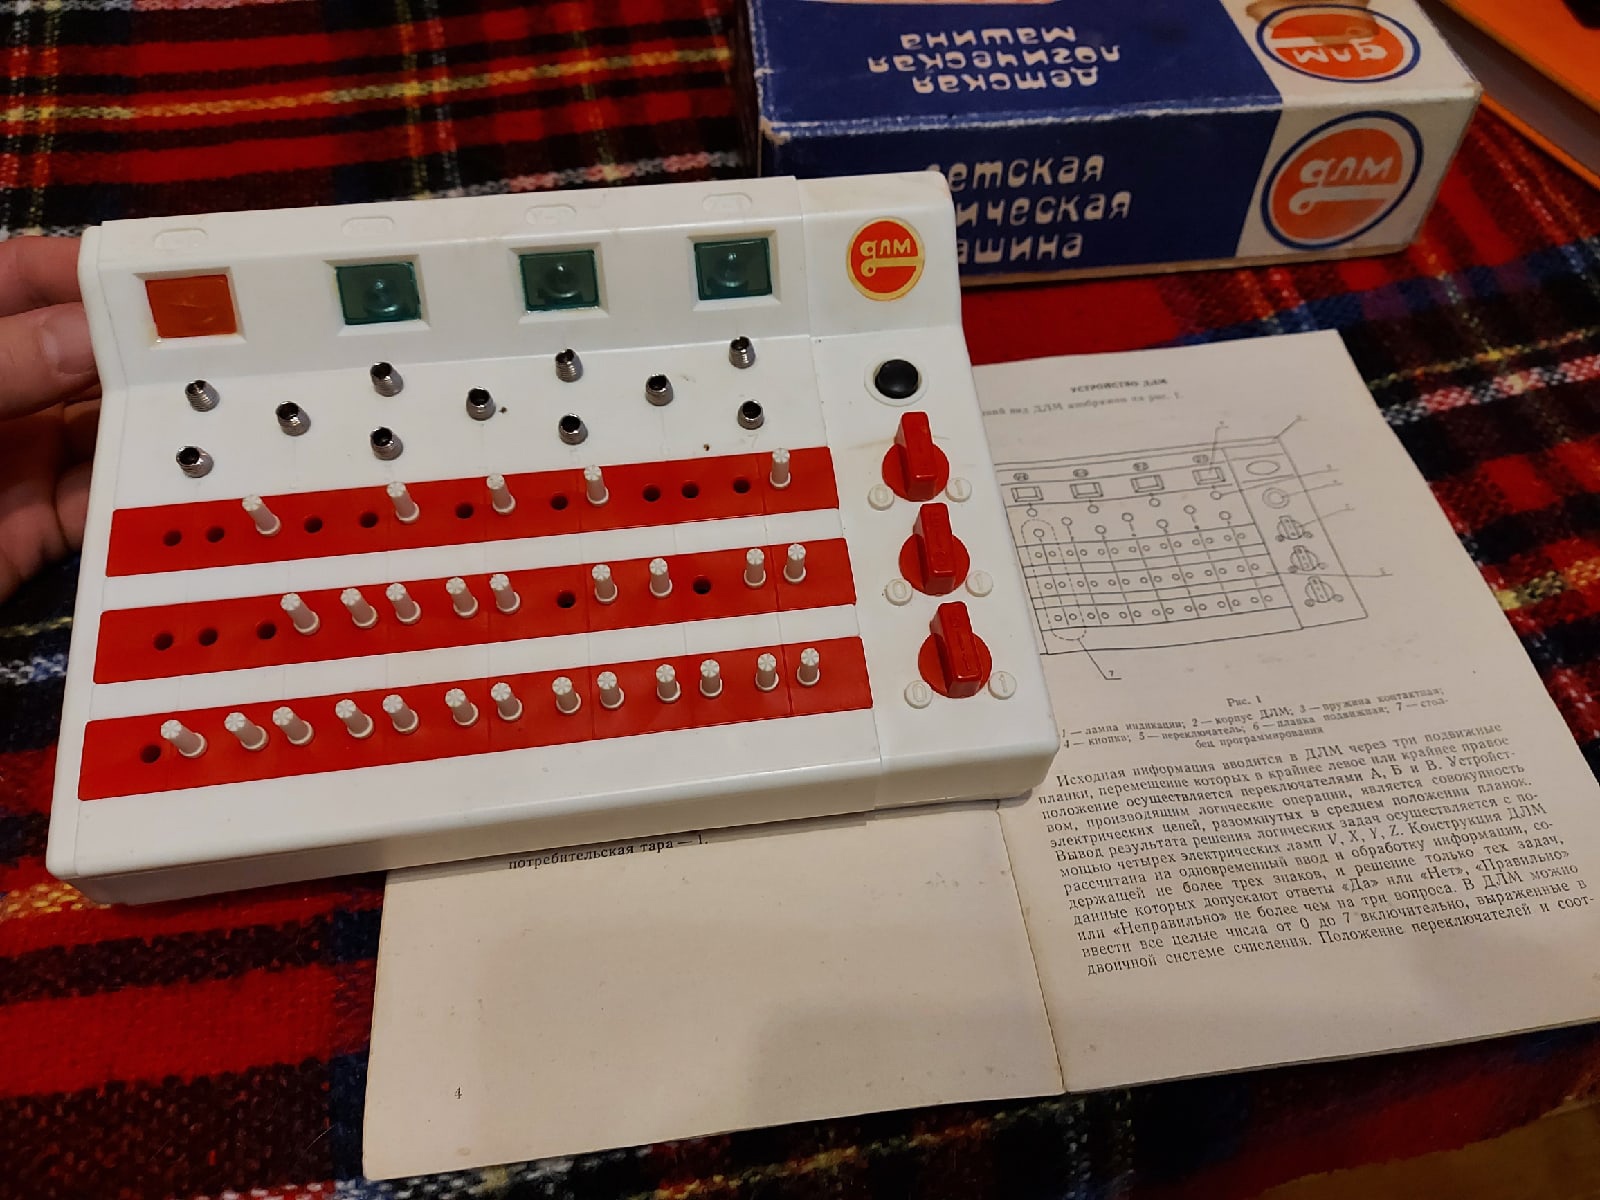 детская
логическая
машина
длм
етская
ическая
ашина
длм
длм
0 1
0 1
0 1
УСТРОЙСТВО ДЛМ
ский вид ДЛМ изображен на рис. 1.
7
Рис. 1
1 — лампа индикации; 2 — корпус ДЛМ; 3 — пружина контактная;
4 — кнопка; 5 — переключатель; 6 — планка подвижная; 7 — стол-
бец программирования
Исходная информация вводится в ДЛМ через три подвижные
планки, перемещение которых в крайнее левое или крайнее правое
положение осуществляется переключателями А, Б и В. Устройст-
вом, производящим логические операции, является совокупность
электрических цепей, разомкнутых в среднем положении планок.
Вывод результата решения логических задач осуществляется с по-
мощью четырех электрических ламп V, X, Y, Z. Конструкция ДЛМ
рассчитана на одновременный ввод и обработку информации, со-
держащей не более трех знаков, и решение только тех задач,
данные которых допускают ответы «Да» или «Нет», «Правильно»
или «Неправильно» не более чем на три вопроса. В ДЛМ можно
ввести все целые числа от 0 до 7 включительно, выраженные в
двоичной системе счисления. Положение переключателей и соот-
потребительская тара — 1.
4